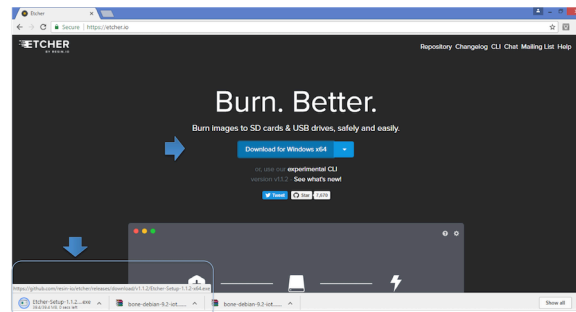 Etcher
Secure | https://etcher.io
ETCHER
BY RESIN.IO
Repository Changelog CLI Chat Mailing List Help
Burn. Better.
Burn images to SD cards & USB drives, safely and easily.
Download for Windows x64
or, use our experimental CLI
version v1.1.2 - See what's new!
Tweet Star 7,070
https://github.com/resin-io/etcher/releases/download/v1.1.2/Etcher-Setup-1.1.2-x64.exe
Etcher-Setup-1.1.2....exe
bone-debian-9.2-iot....
bone-debian-9.2-iot....
Show all